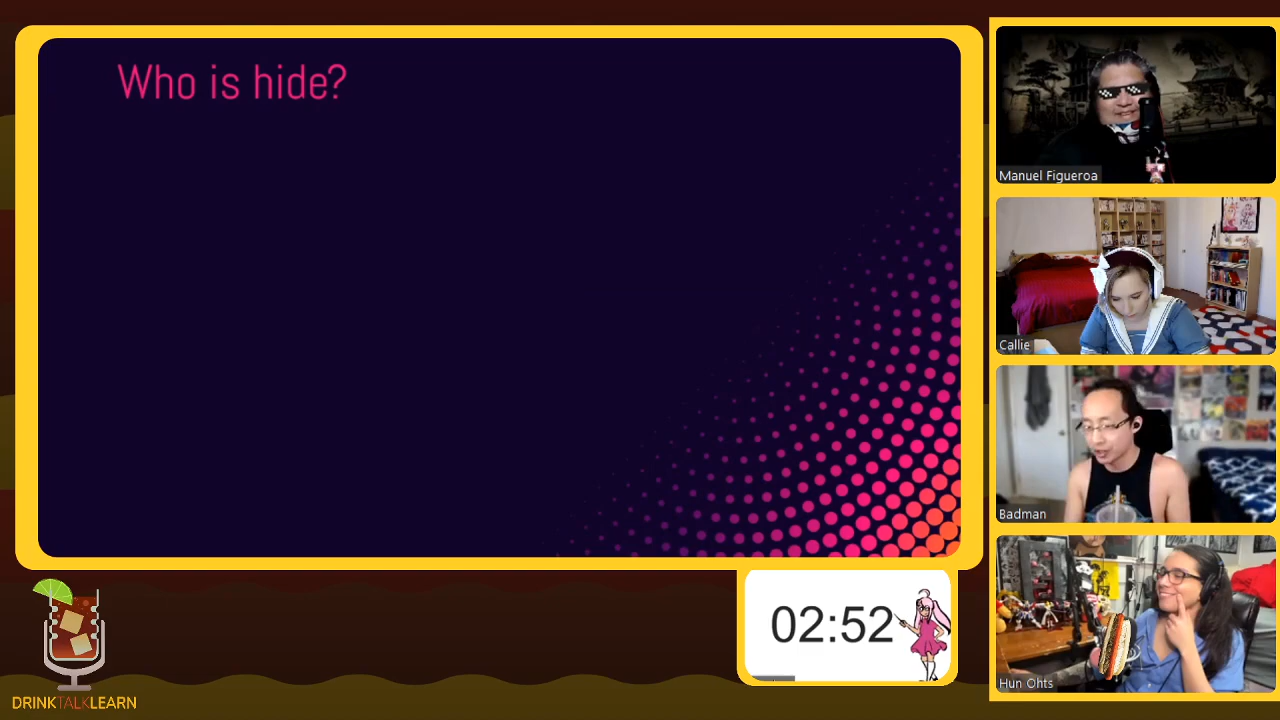 Who is hide?
Manuel Figueroa
Callie
Badman
Hun Ohts
02:52
DRINKTALKLEARN